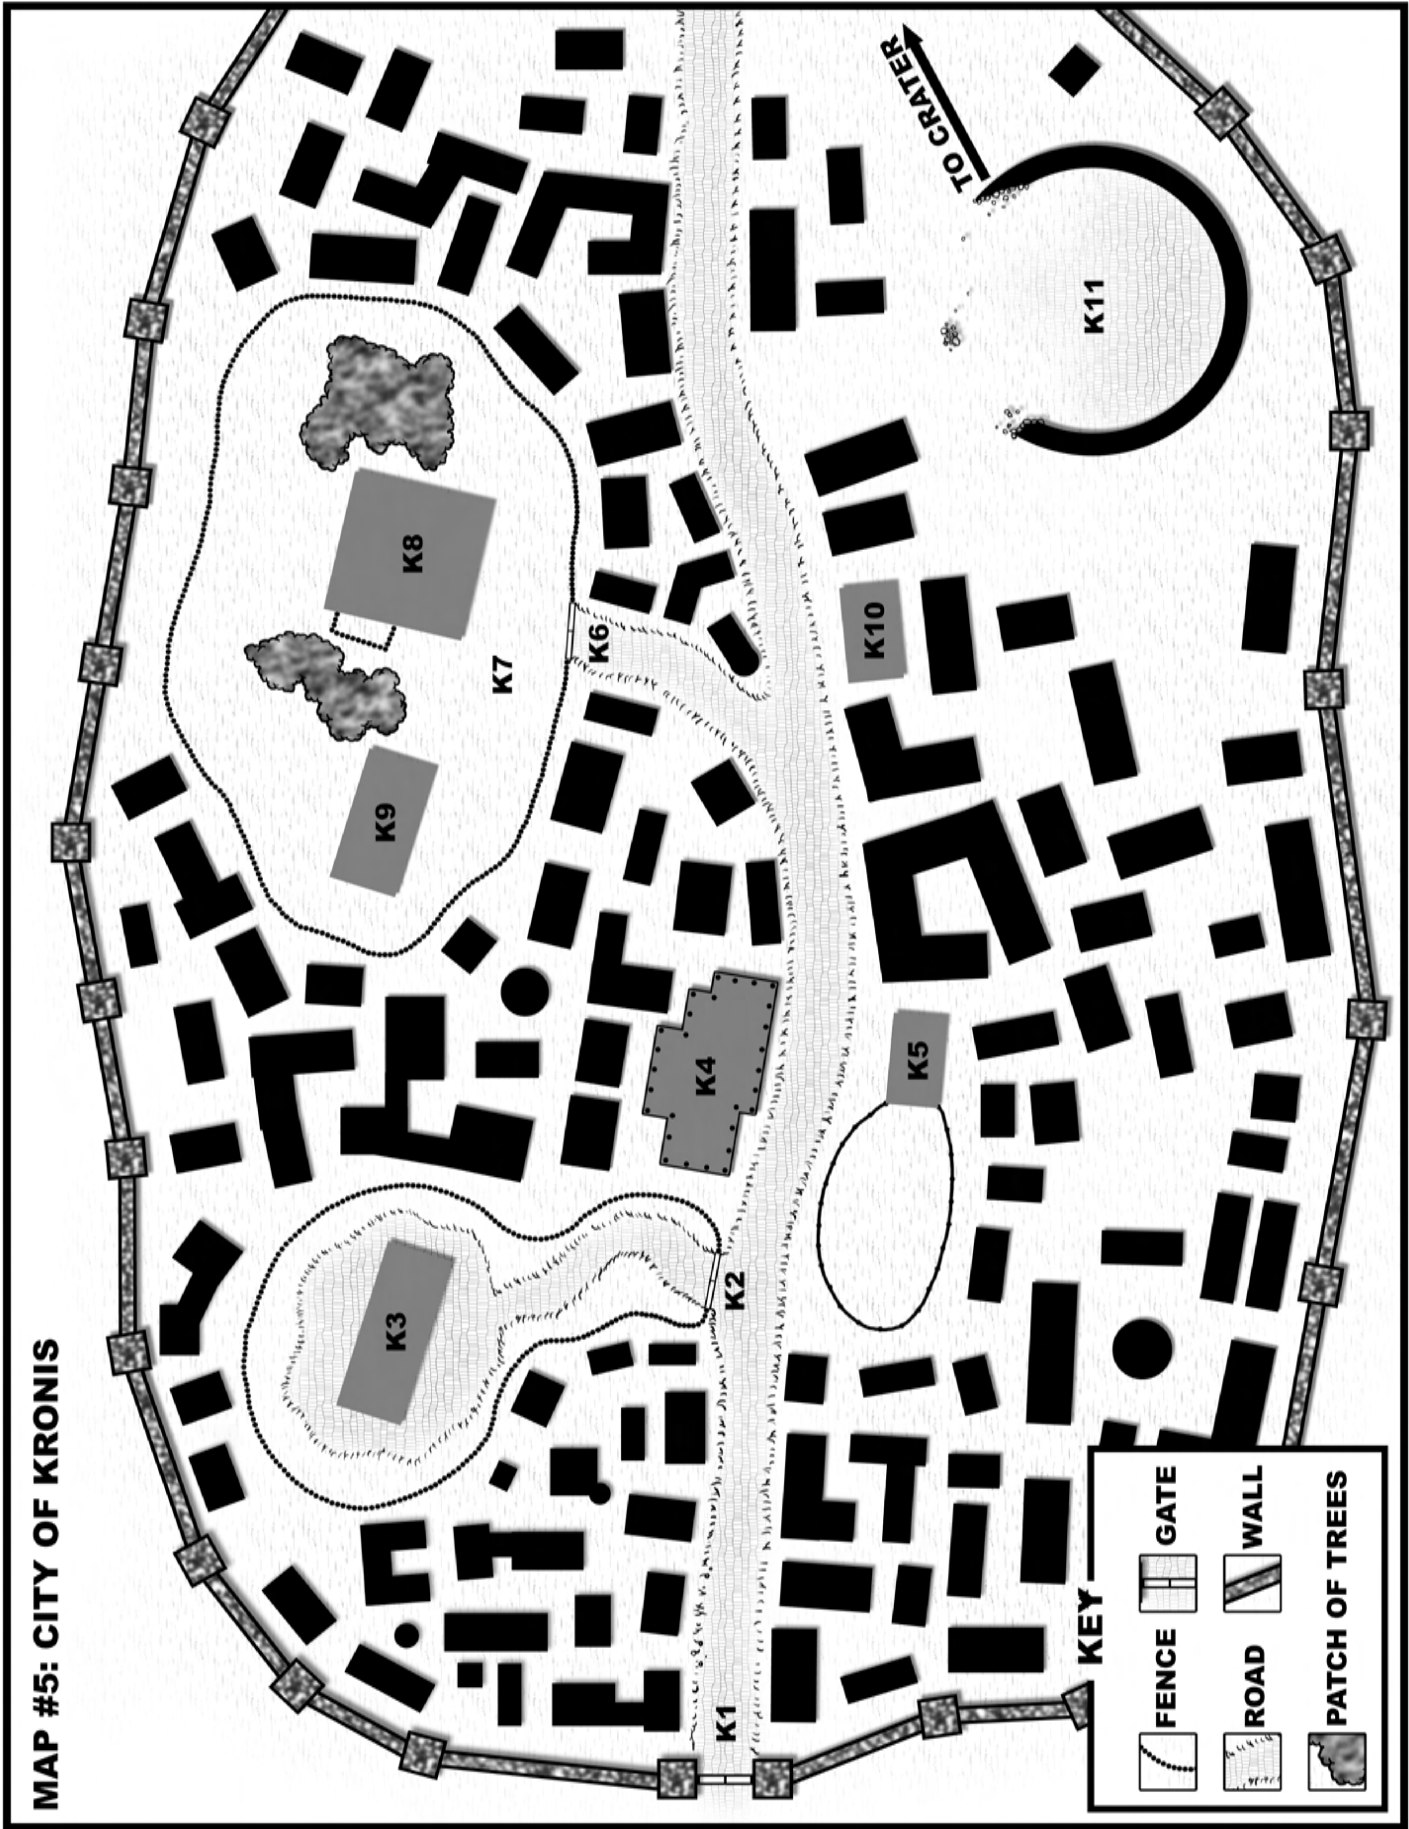 MAP #5: CITY OF KRONIS
TO CRATER
K1
K2
K3
K4
K5
K6
K7
K8
K9
K10
K11
KEY
FENCE
GATE
ROAD
WALL
PATCH OF TREES